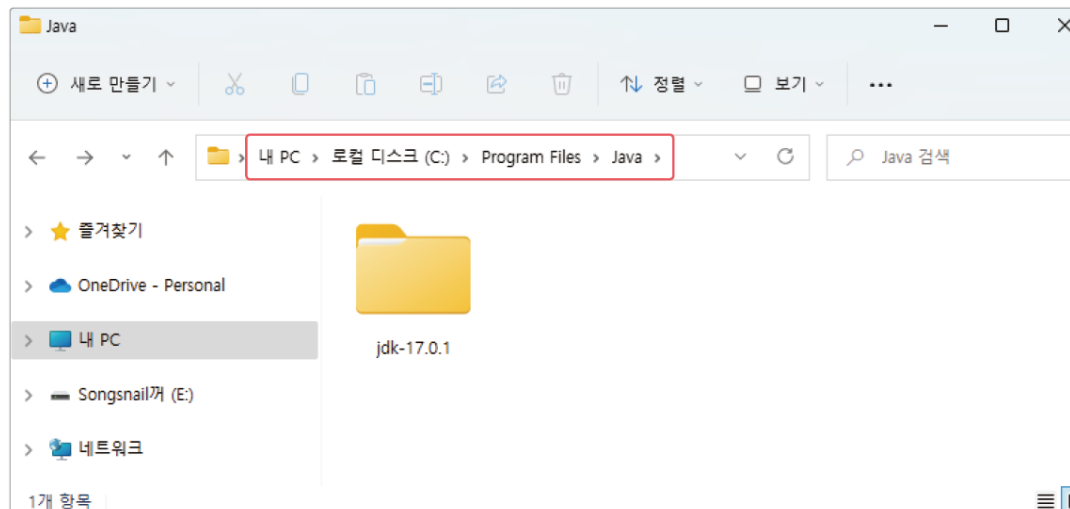 Java
새로 만들기
정렬
보기
내 PC > 로컬 디스크 (C:) > Program Files > Java >
Java 검색
즐겨찾기
OneDrive - Personal
내 PC
Songsnail꺼 (E:)
네트워크
jdk-17.0.1
1개 항목